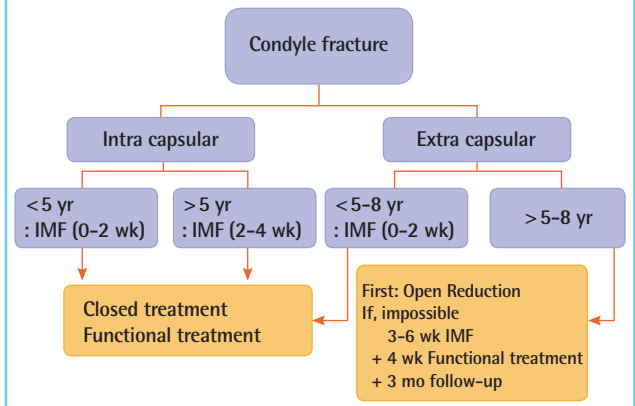 Condyle fracture
Intra capsular
Extra capsular
<5 yr
: IMF (0-2 wk)
>5 yr
: IMF (2-4 wk)
<5-8 yr
: IMF (0-2 wk)
>5-8 yr
Closed treatment
Functional treatment
First: Open Reduction
If, impossible
3-6 wk IMF
+ 4 wk Functional treatment
+ 3 mo follow-up